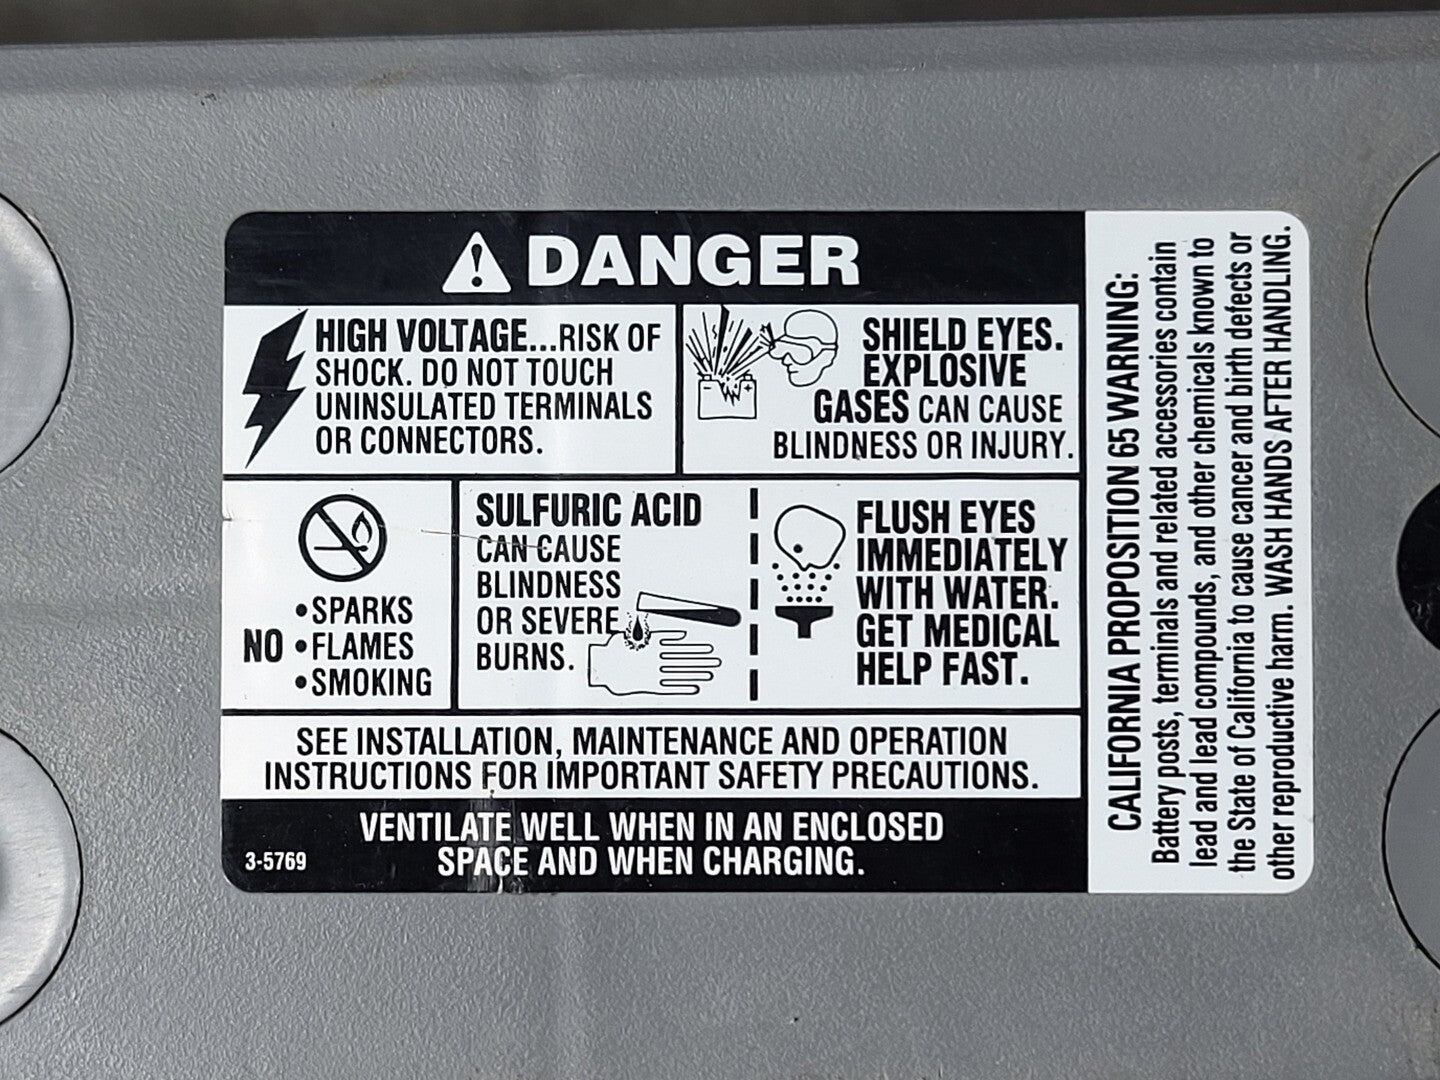 DANGER
HIGH VOLTAGE...RISK OF
SHOCK. DO NOT TOUCH
UNINSULATED TERMINALS
OR CONNECTORS.
SHIELD EYES.
EXPLOSIVE
GASES CAN CAUSE
BLINDNESS OR INJURY.
NO
•SPARKS
•FLAMES
•SMOKING
SULFURIC ACID
CAN CAUSE
BLINDNESS
OR SEVERE
BURNS.
FLUSH EYES
IMMEDIATELY
WITH WATER.
GET MEDICAL
HELP FAST.
SEE INSTALLATION, MAINTENANCE AND OPERATION
INSTRUCTIONS FOR IMPORTANT SAFETY PRECAUTIONS.
VENTILATE WELL WHEN IN AN ENCLOSED
SPACE AND WHEN CHARGING.
3-5769
CALIFORNIA PROPOSITION 65 WARNING:
Battery posts, terminals and related accessories contain
lead and lead compounds, and other chemicals known to
the State of California to cause cancer and birth defects or
other reproductive harm. WASH HANDS AFTER HANDLING.